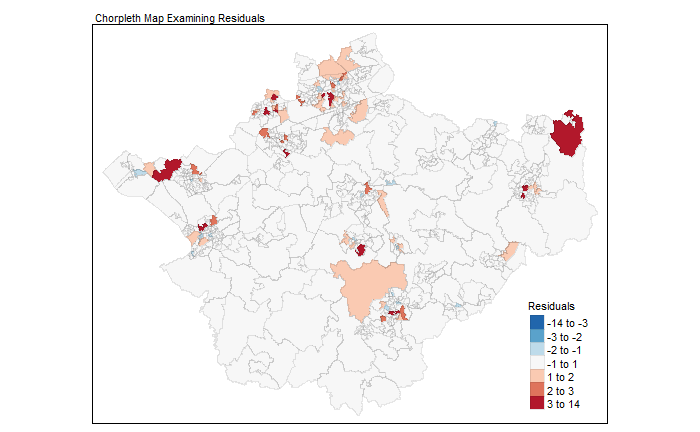 Chorpleth Map Examining Residuals
Residuals
-14 to -3
-3 to -2
-2 to -1
-1 to 1
1 to 2
2 to 3
3 to 14